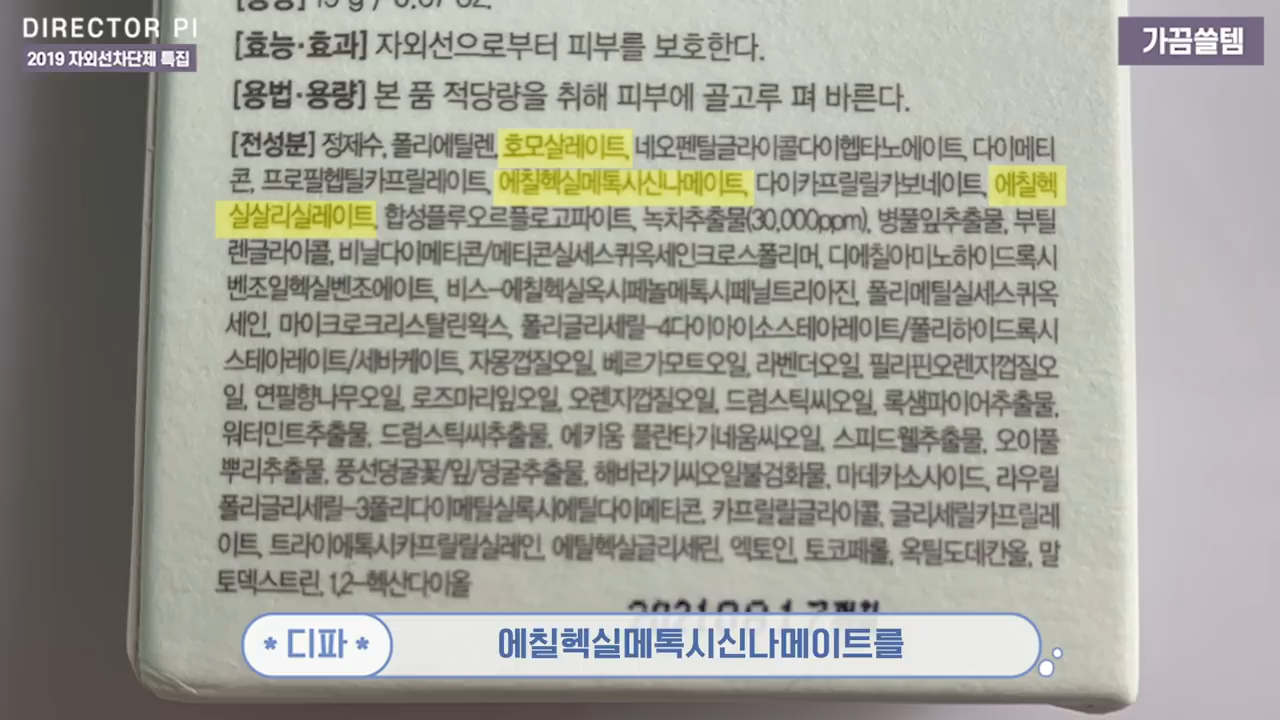 DIRECTOR PI
2019 자외선차단제 특집
가끔쓸템
[효능·효과] 자외선으로부터 피부를 보호한다.
[용법·용량] 본 품 적당량을 취해 피부에 골고루 펴 바른다.
[전성분] 정제수, 폴리에틸렌, 호모살레이트, 네오펜틸글라이콜다이헵타노에이트, 다이메티
콘, 프로필헵틸카프릴레이트, 에칠헥실메톡시신나메이트, 다이카프릴릴카보네이트, 에칠헥
실살리실레이트, 합성플루오르플로고파이트, 녹차추출물(30,000ppm), 병풀잎추출물, 부틸
렌글라이콜, 비닐다이메티콘/메티콘실세스퀴옥세인크로스폴리머, 디에칠아미노하이드록시
벤조일헥실벤조에이트, 비스-에칠헥실옥시페놀메톡시페닐트리아진, 폴리메틸실세스퀴옥
세인, 마이크로크리스탈린왁스, 폴리글리세릴-4다이아이소스테아레이트/폴리하이드록시
스테아레이트/세바케이트, 자몽껍질오일, 베르가모트오일, 라벤더오일, 필리핀오렌지껍질오
일, 연필향나무오일, 로즈마리잎오일, 오렌지껍질오일, 드럼스틱씨오일, 록샘파이어추출물,
워터민트추출물, 드럼스틱씨추출물, 에키움 플란타기네움씨오일, 스피드웰추출물, 오이풀
뿌리추출물, 풍선덩굴꽃/잎/덩굴추출물, 해바라기씨오일불검화물, 마데카소사이드, 라우릴
폴리글리세릴-3폴리다이메틸실록시에틸다이메티콘, 카프릴릴글라이콜, 글리세릴카프릴레
이트, 트라이에톡시카프릴릴실레인, 에틸헥실글리세린, 엑토인, 토코페롤, 옥틸도데칸올, 말
토덱스트린, 1,2-헥산다이올
* 디파 *
에칠헥실메톡시신나메이트를